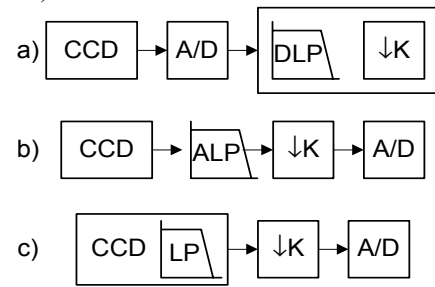 a) CCD A/D DLP ↓K
b) CCD ALP ↓K A/D
c) CCD LP ↓K A/D